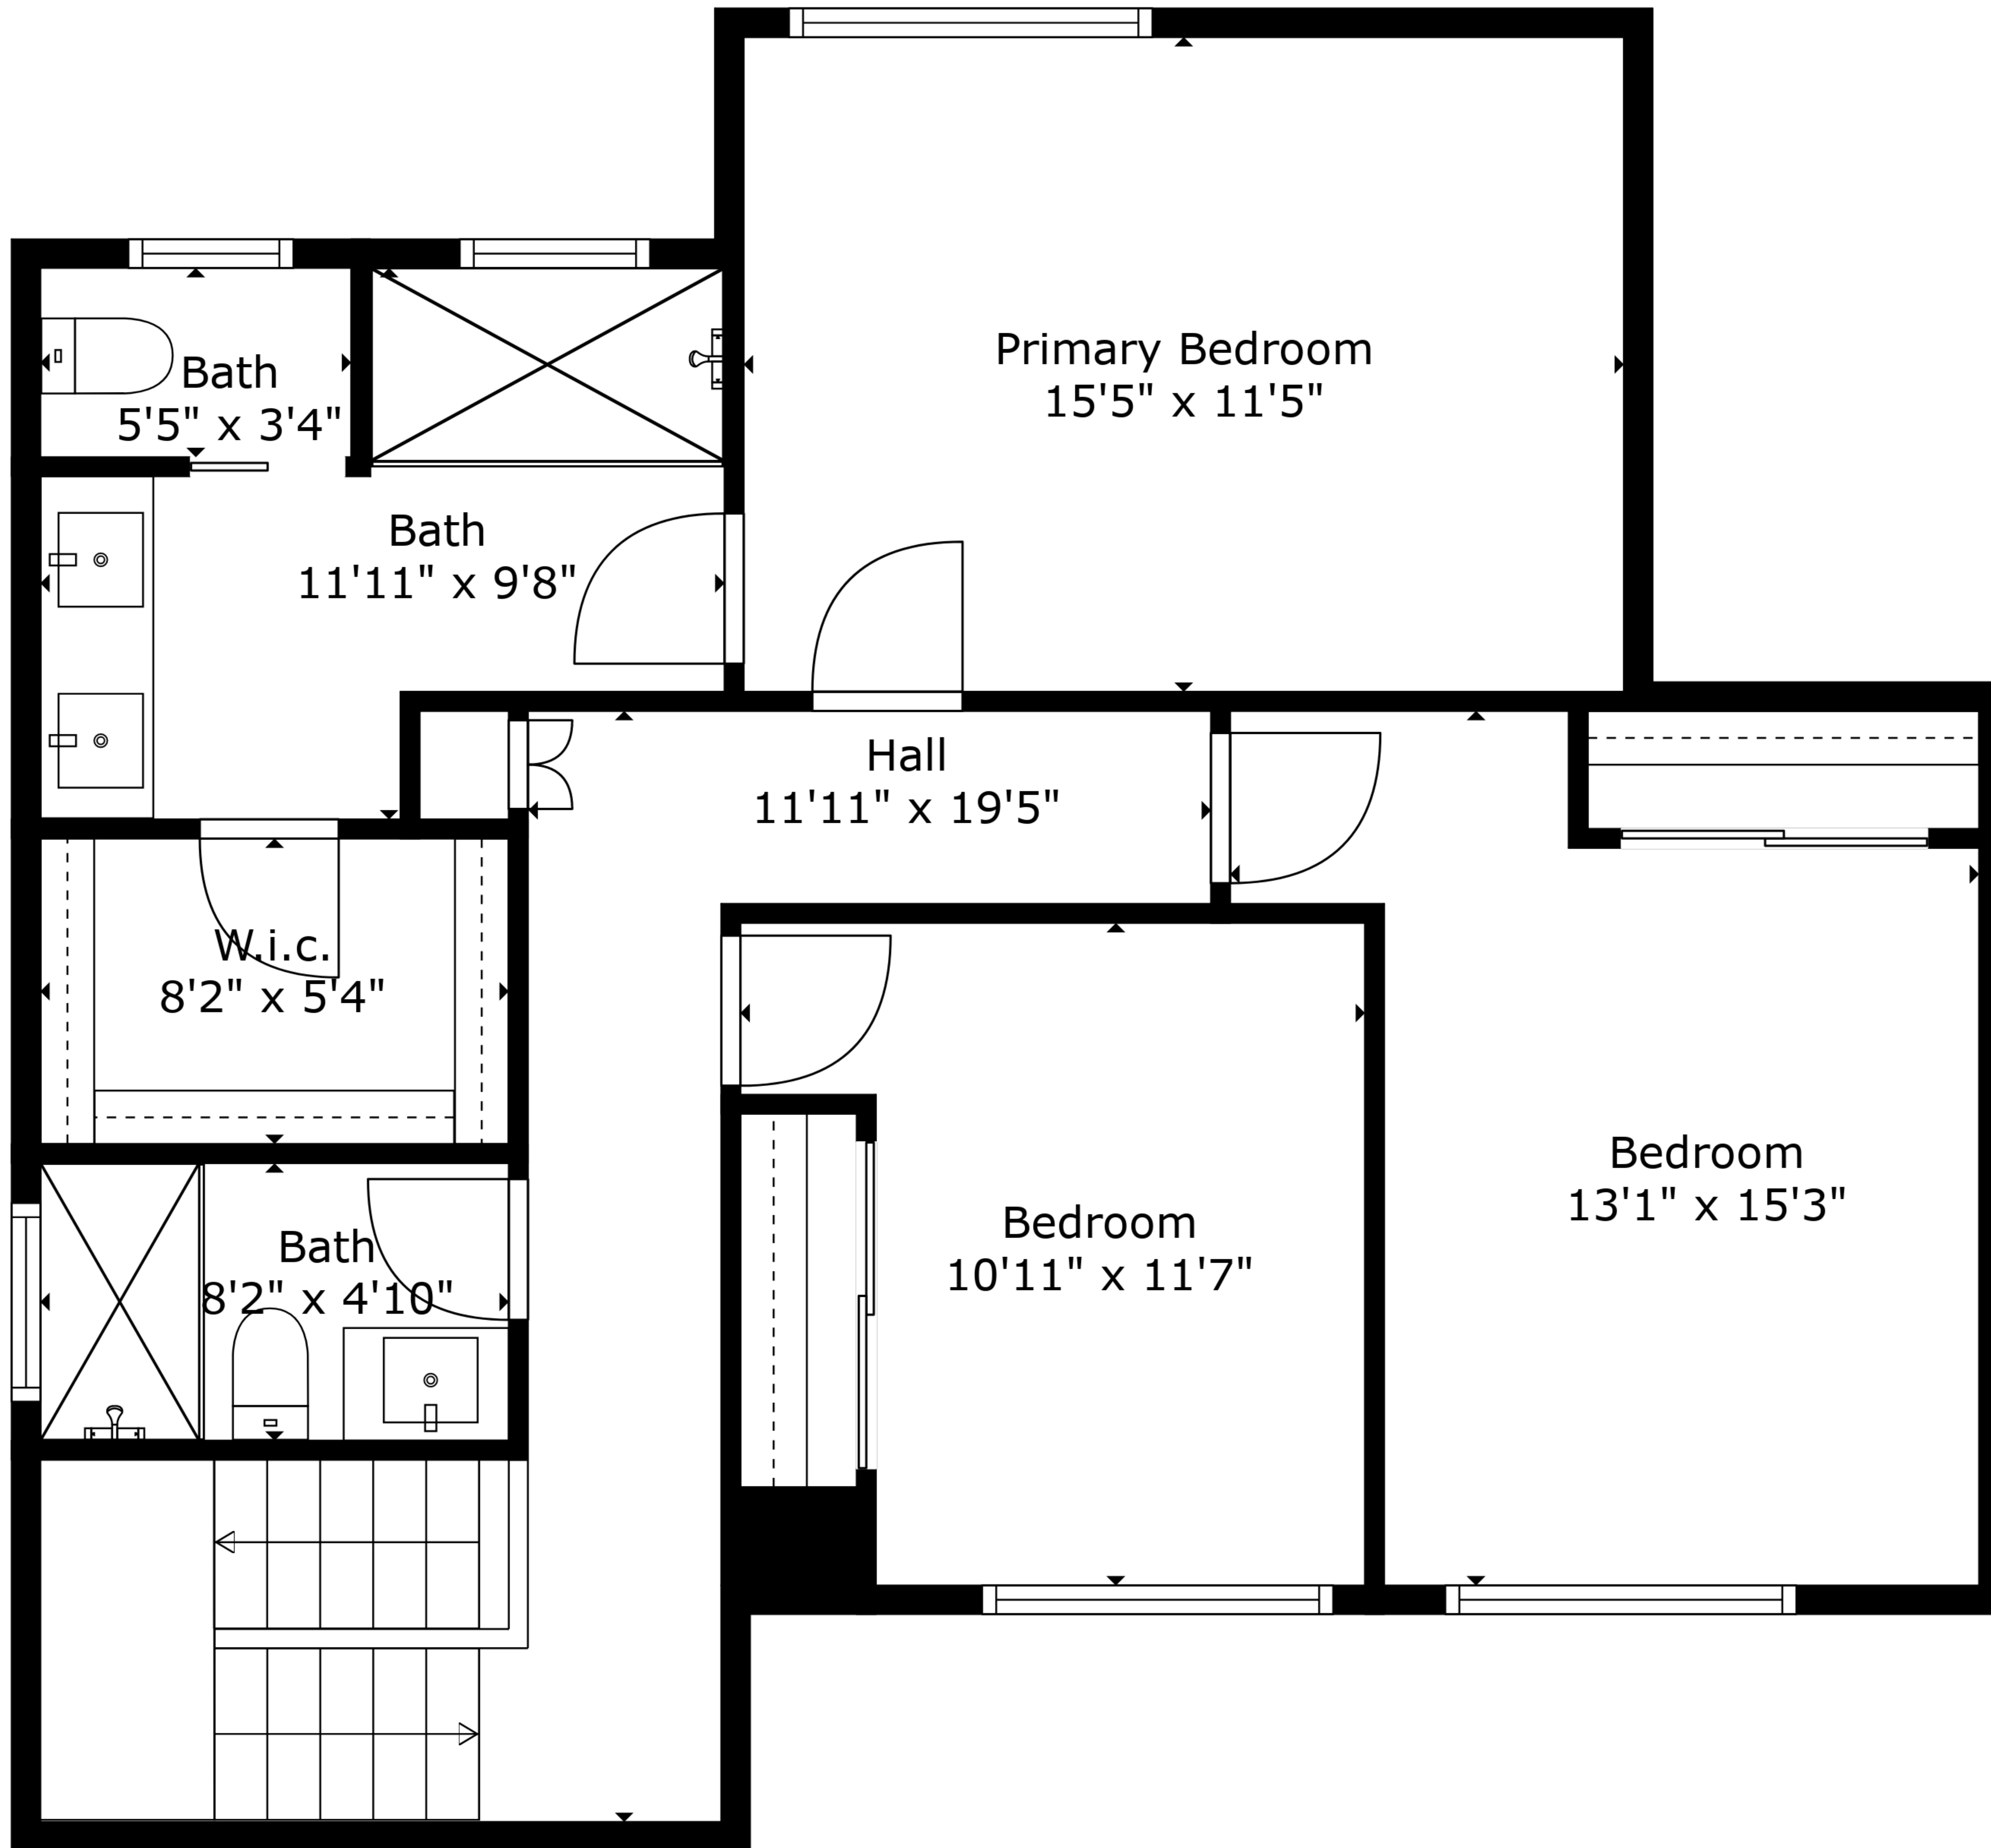 Primary Bedroom
15'5" x 11'5"
Bath
5'5" x 3'4"
Bath
11'11" x 9'8"
Hall
11'11" x 19'5"
W.i.c.
8'2" x 5'4"
Bedroom
13'1" x 15'3"
Bedroom
10'11" x 11'7"
Bath
8'2" x 4'10"